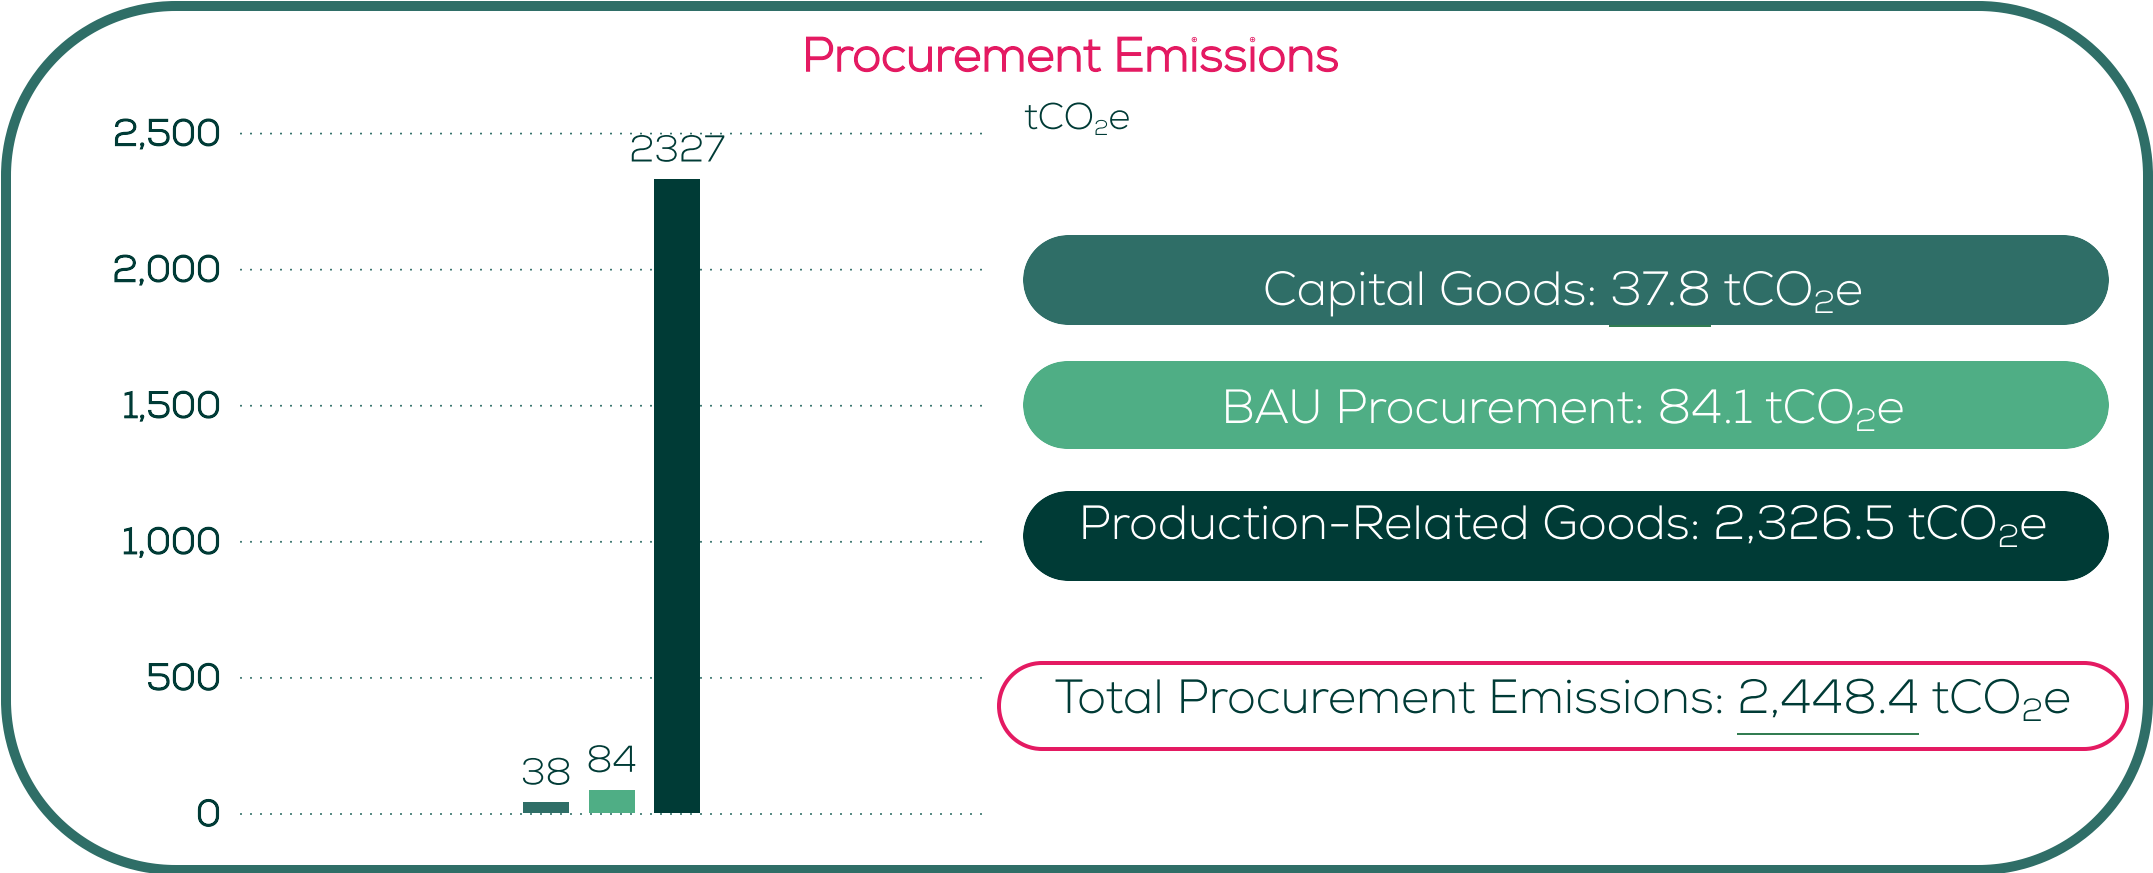 Procurement Emissions
tCO₂e
2,500
2327
2,000
1,500
1,000
500
38
84
0
Capital Goods: 37.8 tCO₂e
BAU Procurement: 84.1 tCO₂e
Production-Related Goods: 2,326.5 tCO₂e
Total Procurement Emissions: 2,448.4 tCO₂e